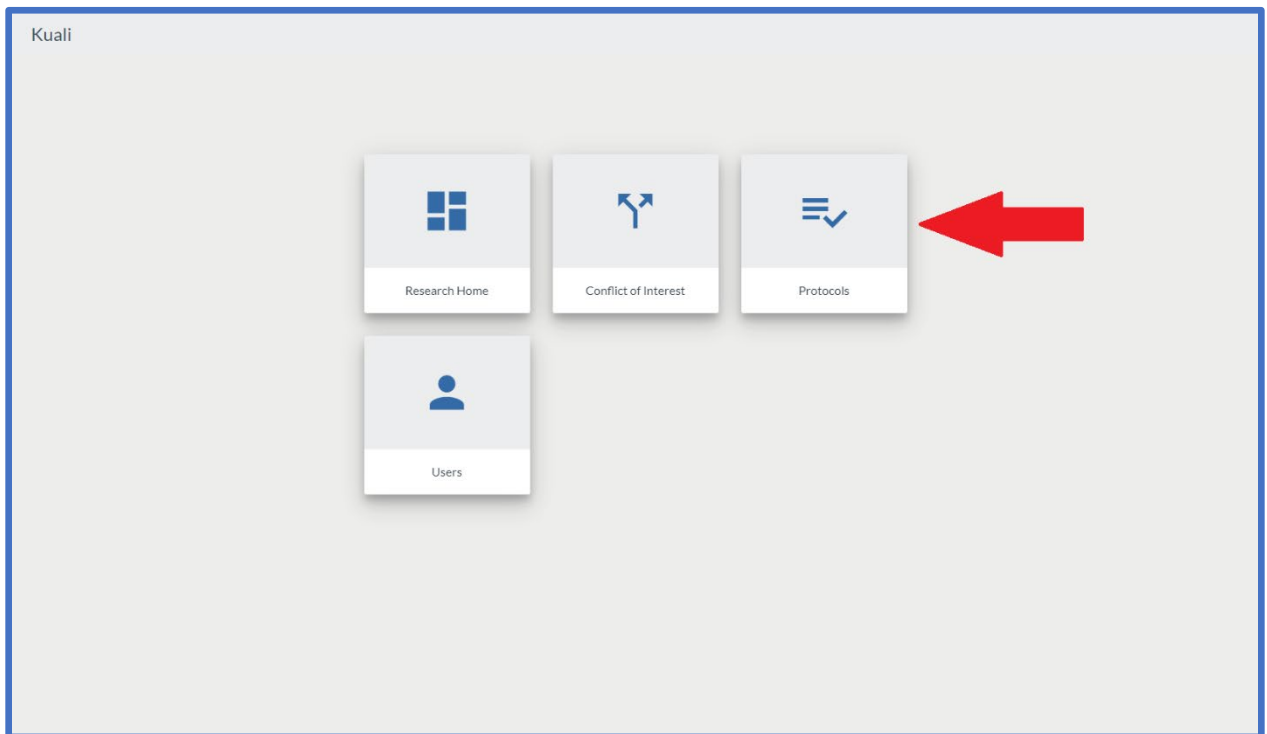 Kuali
Research Home
Conflict of Interest
Protocols
Users